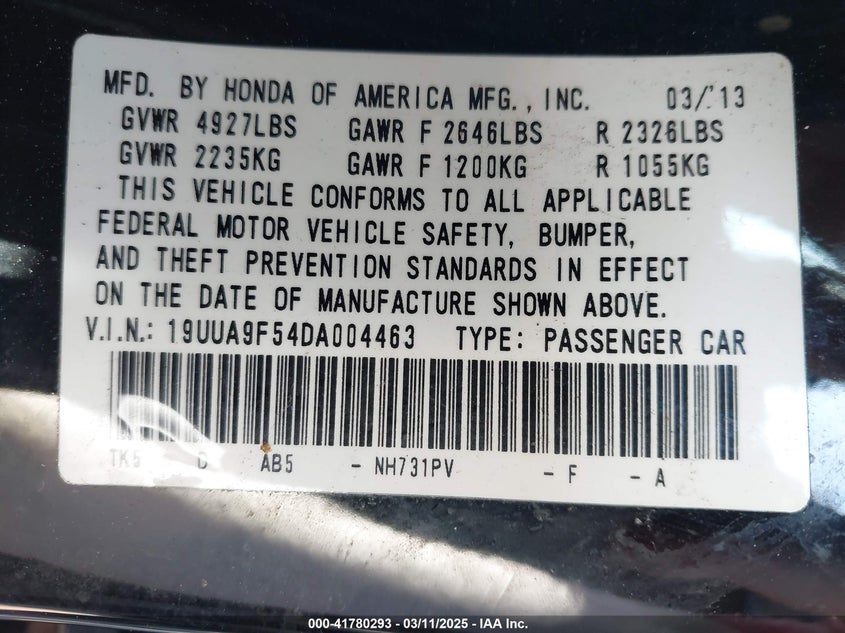 MFD. BY HONDA OF AMERICA MFG., INC. 03/'13
GVWR 4927LBS GAWR F 2646LBS R 2326LBS
GVWR 2235KG GAWR F 1200KG R 1055KG
THIS VEHICLE CONFORMS TO ALL APPLICABLE
FEDERAL MOTOR VEHICLE SAFETY, BUMPER,
AND THEFT PREVENTION STANDARDS IN EFFECT
ON THE DATE OF MANUFACTURE SHOWN ABOVE.
V.I.N.: 19UUA9F54DA004463 TYPE: PASSENGER CAR
TK5 C AB5 - NH731PV - F - A
000-41780293 - 03/11/2025 - IAA Inc.